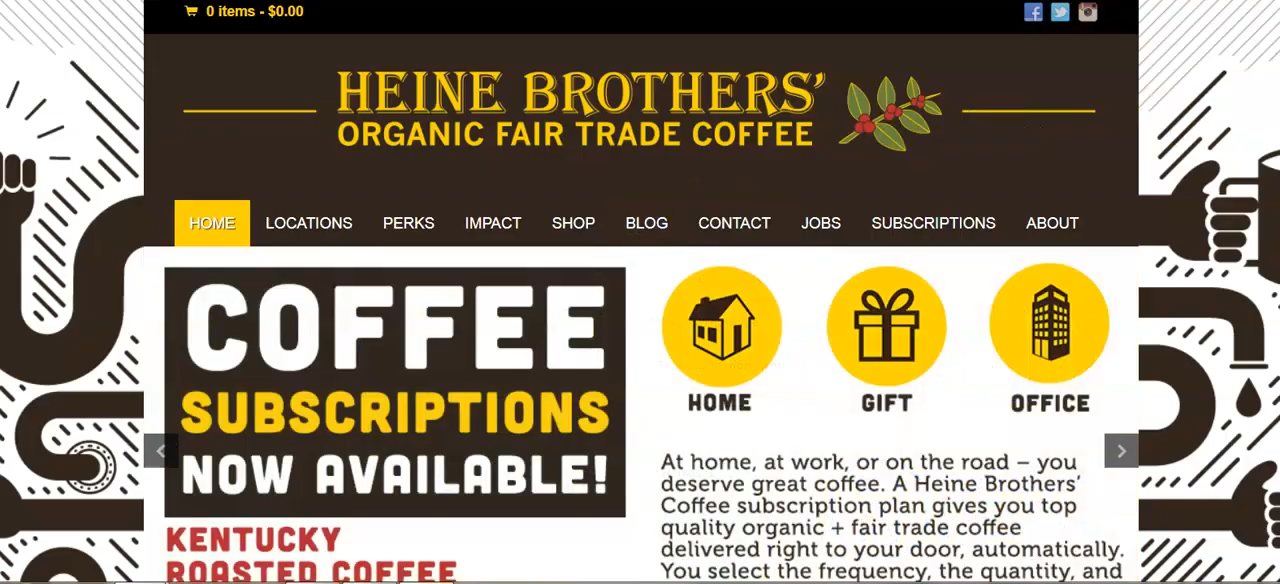 0 items - $0.00
HEINE BROTHERS'
ORGANIC FAIR TRADE COFFEE
HOME LOCATIONS PERKS IMPACT SHOP BLOG CONTACT JOBS SUBSCRIPTIONS ABOUT
COFFEE
SUBSCRIPTIONS
NOW AVAILABLE!
KENTUCKY
ROASTED COFFEE
HOME GIFT OFFICE
At home, at work, or on the road – you
deserve great coffee. A Heine Brothers'
Coffee subscription plan gives you top
quality organic + fair trade coffee
delivered right to your door, automatically.
You select the frequency, the quantity, and